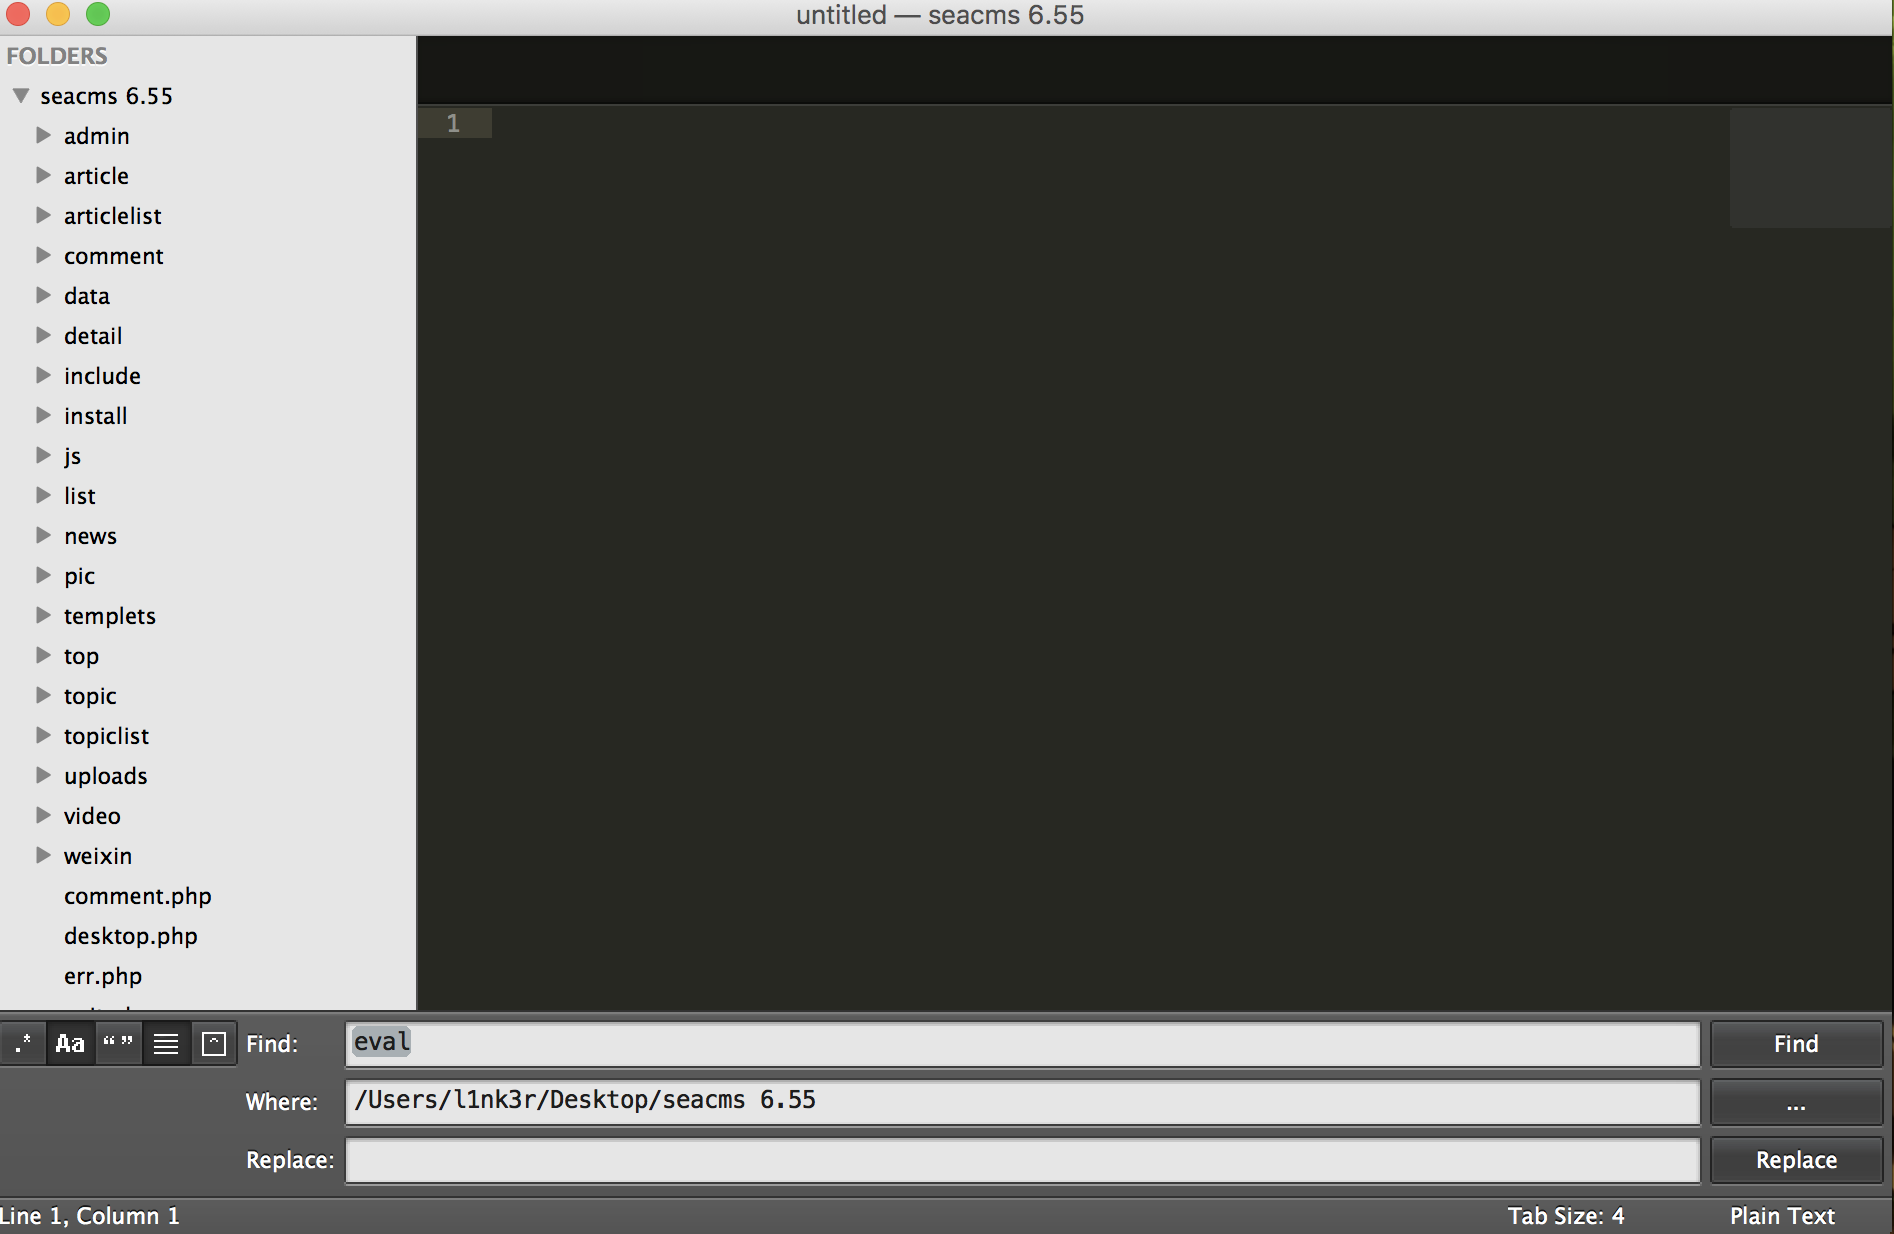 untitled — seacms 6.55
FOLDERS
seacms 6.55
admin
article
articlelist
comment
data
detail
include
install
js
list
news
pic
templets
top
topic
topiclist
uploads
video
weixin
comment.php
desktop.php
err.php
1
.* Aa “” Find: eval Find
Where: /Users/l1nk3r/Desktop/seacms 6.55 ...
Replace: Replace
Line 1, Column 1 Tab Size: 4 Plain Text